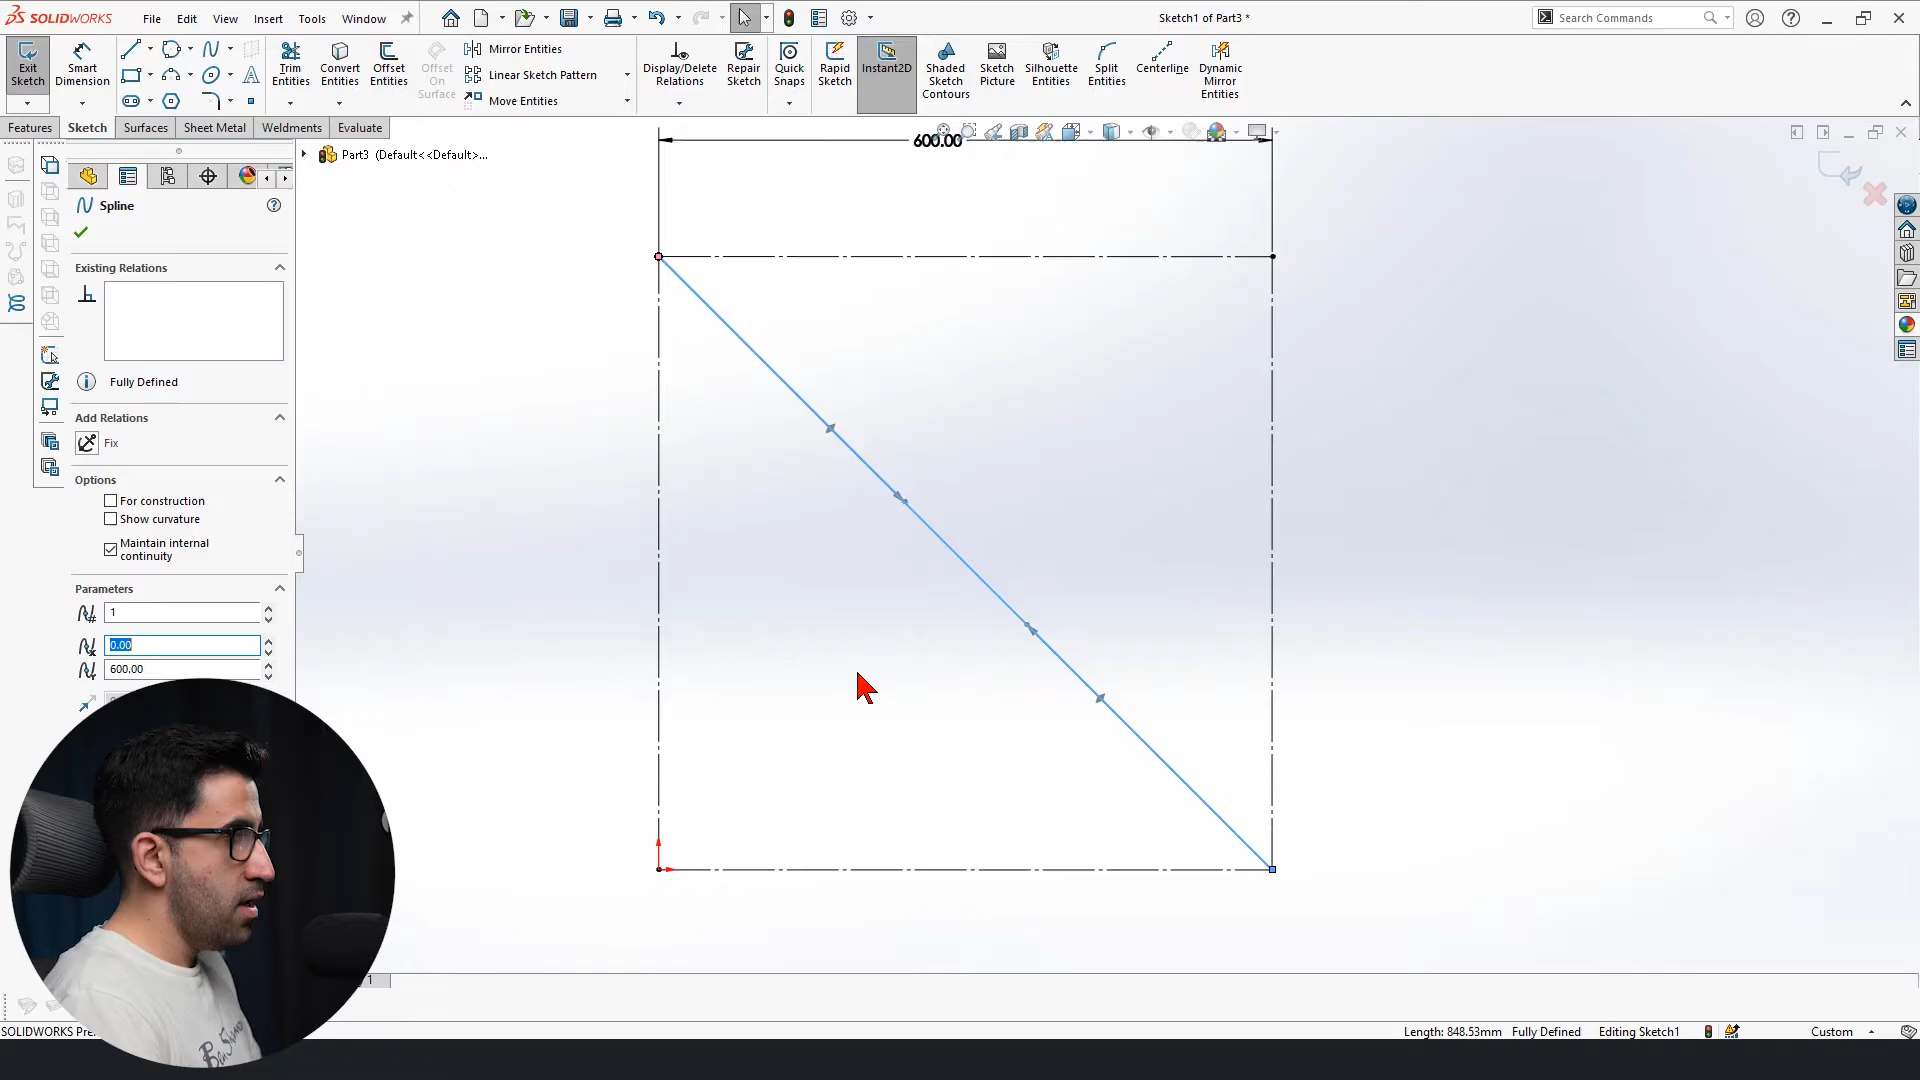 SOLIDWORKS
File Edit View Insert Tools Window
Sketch1 of Part3 *
Search Commands
Exit Sketch
Smart Dimension
Trim Entities
Convert Entities
Offset Entities
Offset On Surface
Mirror Entities
Linear Sketch Pattern
Move Entities
Display/Delete Relations
Repair Sketch
Quick Snaps
Rapid Sketch
Instant2D
Shaded Sketch Contours
Sketch Picture
Silhouette Entities
Split Entities
Centerline
Dynamic Mirror Entities
Features Sketch Surfaces Sheet Metal Weldments Evaluate
600.00
Part3 (Default<<Default>...
Spline
Existing Relations
Fully Defined
Add Relations
Fix
Options
For construction
Show curvature
Maintain internal
continuity
Parameters
1
0.00
600.00
1
SOLIDWORKS
Length: 848.53mm Fully Defined Editing Sketch1 Custom